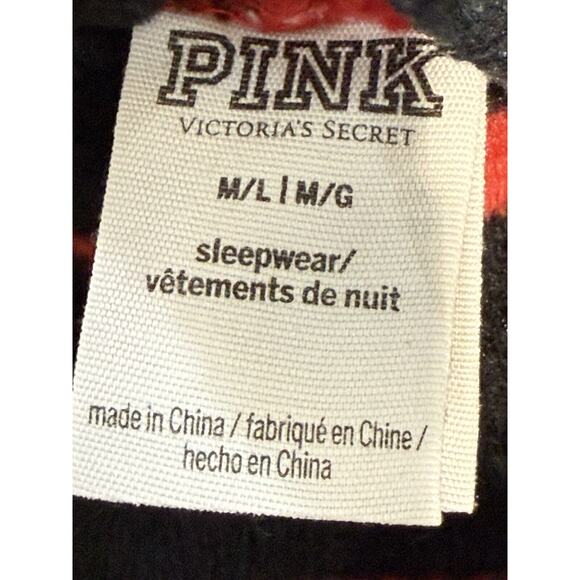 PINK
VICTORIA'S SECRET
M/L | M/G
sleepwear/
vêtements de nuit
made in China / fabriqué en Chine /
hecho en China